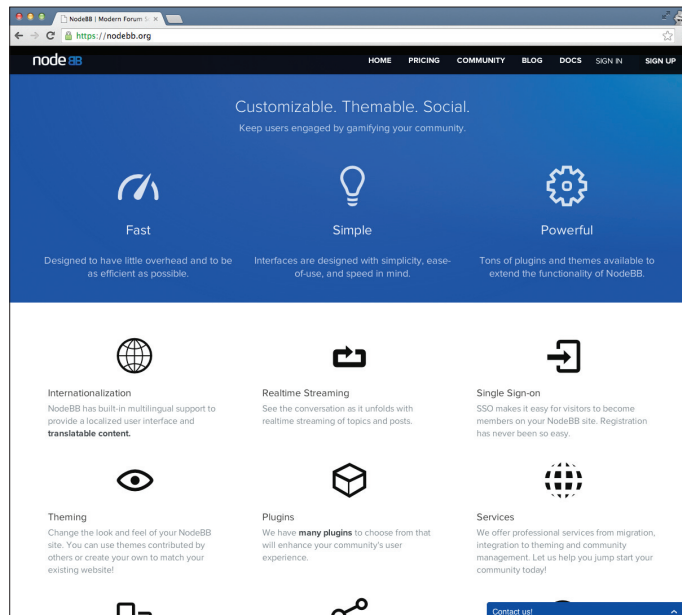 NodeBB | Modern Forum S
https://nodebb.org
node BB
HOME PRICING COMMUNITY BLOG DOCS SIGN IN SIGN UP
Customizable. Themable. Social.
Keep users engaged by gamifying your community.
Fast
Designed to have little overhead and to be
as efficient as possible.
Simple
Interfaces are designed with simplicity, ease-
of-use, and speed in mind.
Powerful
Tons of plugins and themes available to
extend the functionality of NodeBB.
Internationalization
NodeBB has built-in multilingual support to
provide a localized user interface and
translatable content.
Realtime Streaming
See the conversation as it unfolds with
realtime streaming of topics and posts.
Single Sign-on
SSO makes it easy for visitors to become
members on your NodeBB site. Registration
has never been so easy.
Theming
Change the look and feel of your NodeBB
site. You can use themes contributed by
others or create your own to match your
existing website!
Plugins
We have many plugins to choose from that
will enhance your community's user
experience.
Services
We offer professional services from migration,
integration to theming and community
management. Let us help you jump start your
community today!
Contact us!